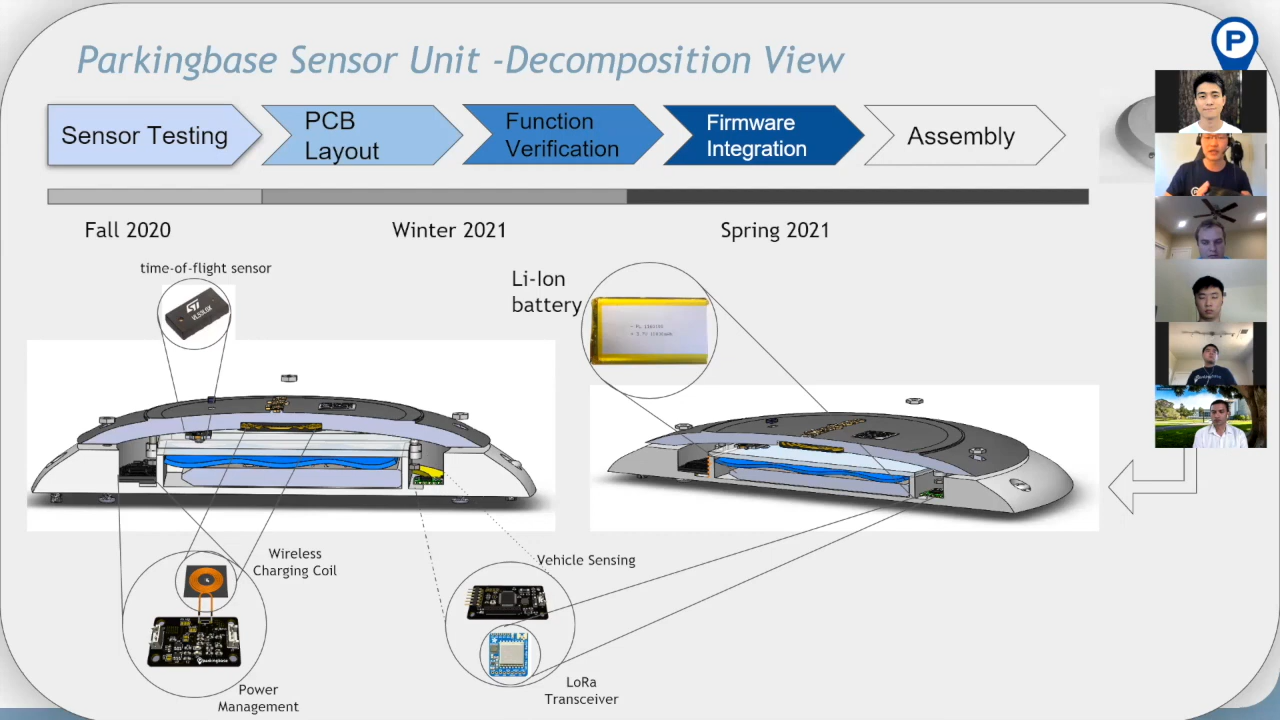 Parkingbase Sensor Unit -Decomposition View
P
Sensor Testing
PCB
Layout
Function
Verification
Firmware
Integration
Assembly
Fall 2020
Winter 2021
Spring 2021
time-of-flight sensor
Li-Ion
battery
Wireless
Charging Coil
Vehicle Sensing
Power
Management
LoRa
Transceiver